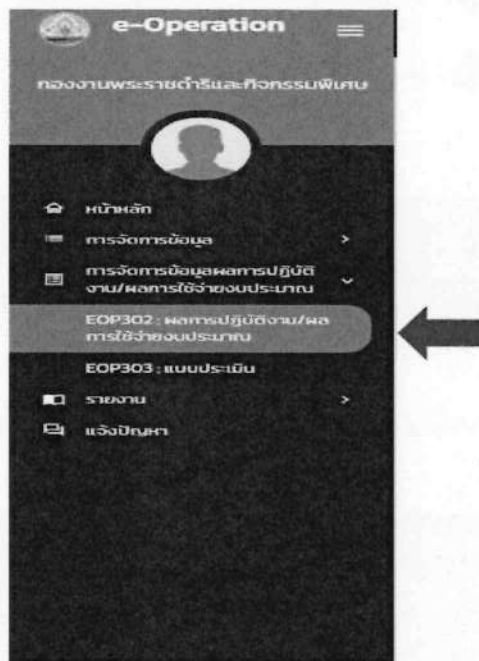 e-Operation
กองงานพระราชดำริและกิจกรรมพิเศษ
หน้าหลัก
การจัดการข้อมูล
การจัดการข้อมูลผลการปฏิบัติ
งาน/ผลการใช้จ่ายงบประมาณ
EOP302 : ผลการปฏิบัติงาน/ผล
การใช้จ่ายงบประมาณ
EOP303 : แบบประเมิน
รายงาน
แจ้งปัญหา